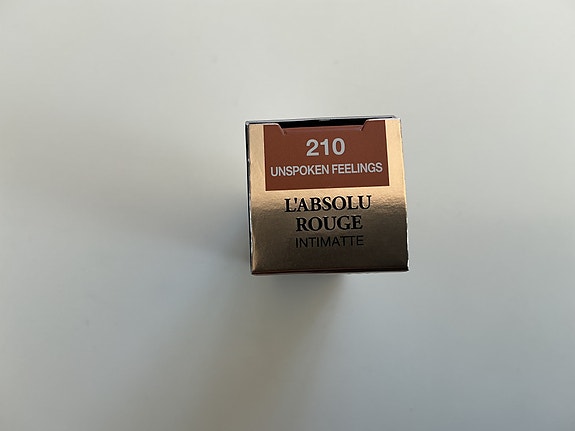 210
UNSPOKEN FEELINGS
L'ABSOLU
ROUGE
INTIMATTE